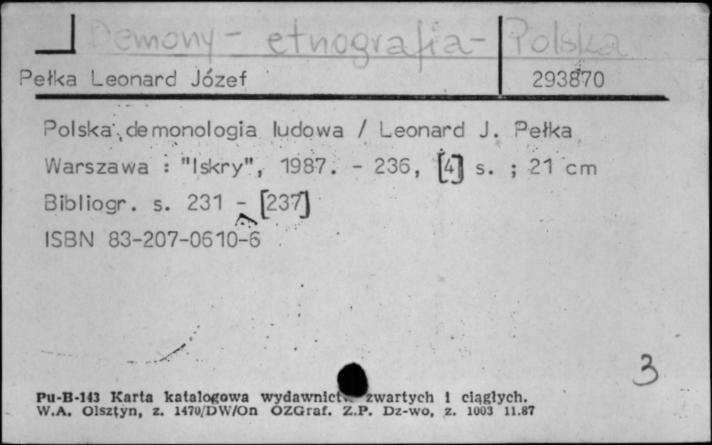 Demony - etnografia - Polska
Pełka Leonard Józef 293870
Polska demonologia ludowa / Leonard J. Pełka
Warszawa : "Iskry", 1987. - 236, [4] s. ; 21 cm
Bibliogr. s. 231 - [237]
ISBN 83-207-0610-6
3
Pu-B-143 Karta katalogowa wydawnictw zwartych i ciągłych.
W.A. Olsztyn, z. 1470/DW/On OZGraf. Z.P. Dz-wo, z. 1003 11.87